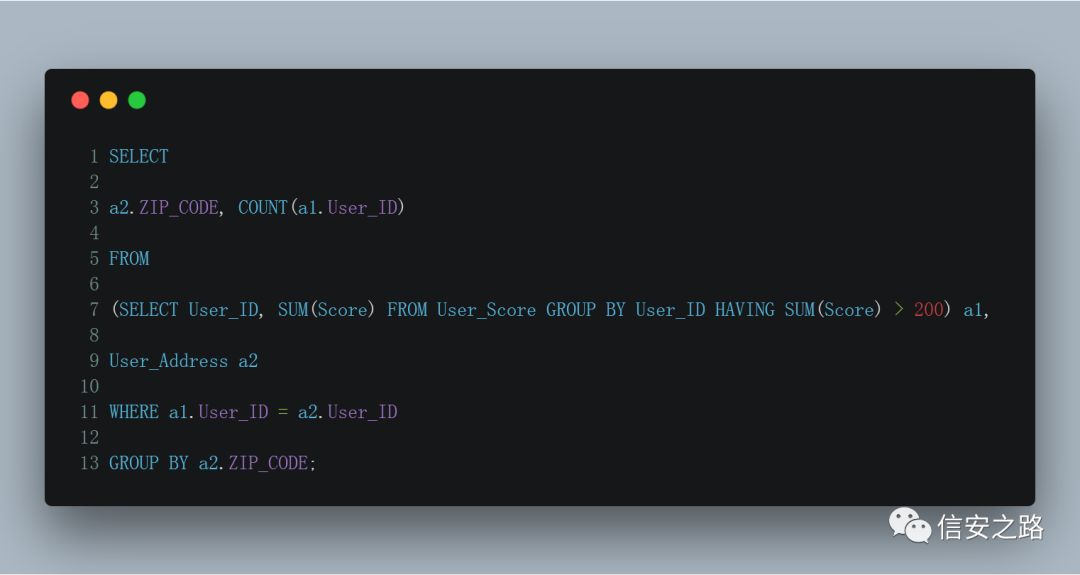 1 SELECT
2
3 a2.ZIP_CODE, COUNT(a1.User_ID)
4
5 FROM
6
7 (SELECT User_ID, SUM(Score) FROM User_Score GROUP BY User_ID HAVING SUM(Score) > 200) a1,
8
9 User_Address a2
10
11 WHERE a1.User_ID = a2.User_ID
12
13 GROUP BY a2.ZIP_CODE;
信安之路